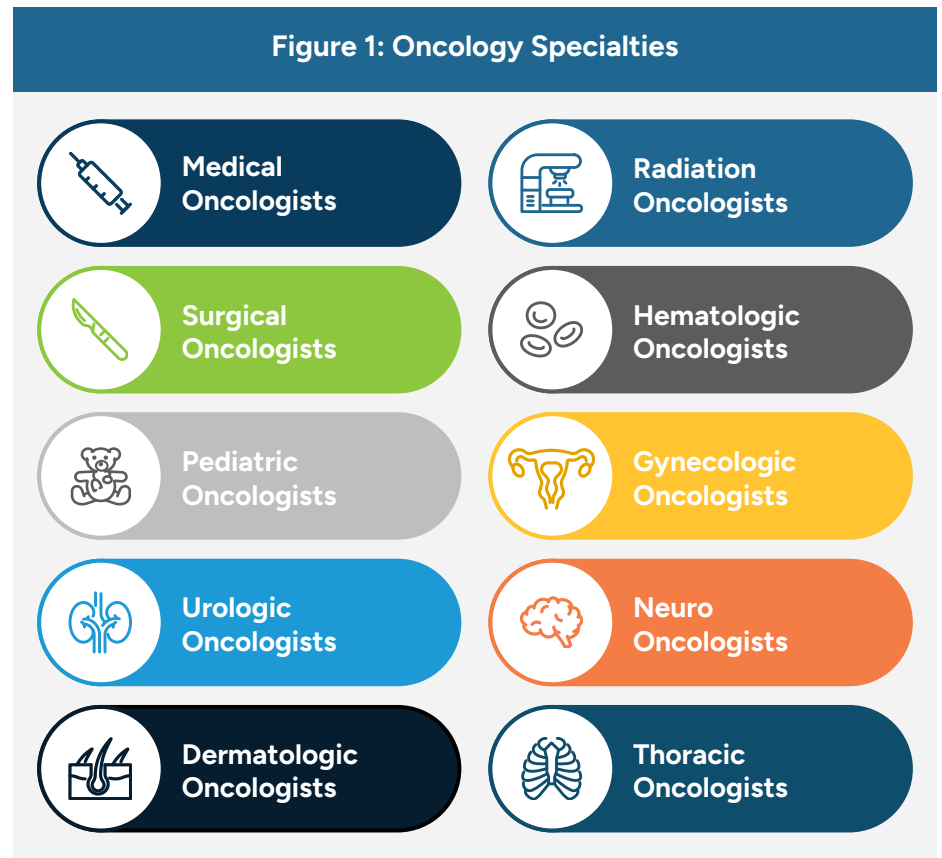 Figure 1: Oncology Specialties
Medical
Oncologists
Radiation
Oncologists
Surgical
Oncologists
Hematologic
Oncologists
Pediatric
Oncologists
Gynecologic
Oncologists
Urologic
Oncologists
Neuro
Oncologists
Dermatologic
Oncologists
Thoracic
Oncologists